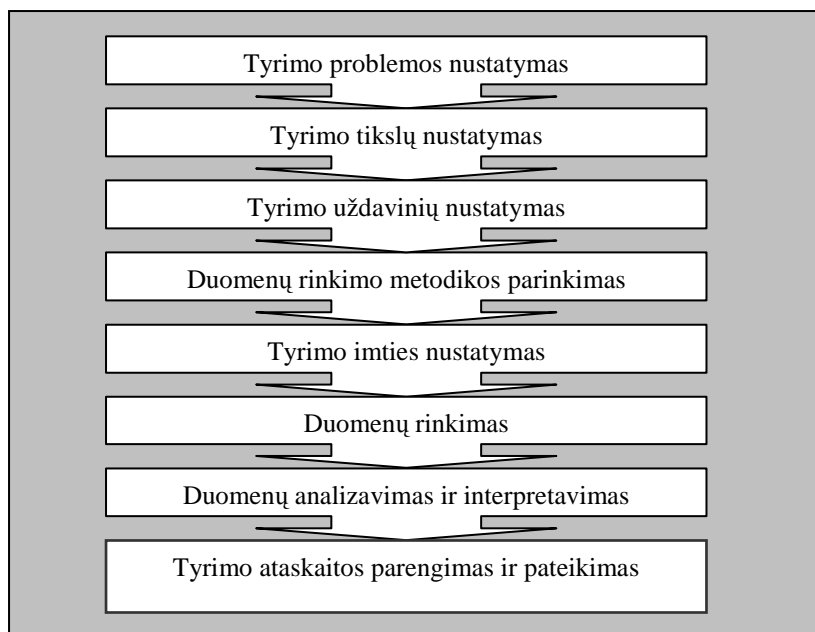 Tyrimo problemos nustatymas
Tyrimo tikslų nustatymas
Tyrimo uždavinių nustatymas
Duomenų rinkimo metodikos parinkimas
Tyrimo imties nustatymas
Duomenų rinkimas
Duomenų analizavimas ir interpretavimas
Tyrimo ataskaitos parengimas ir pateikimas